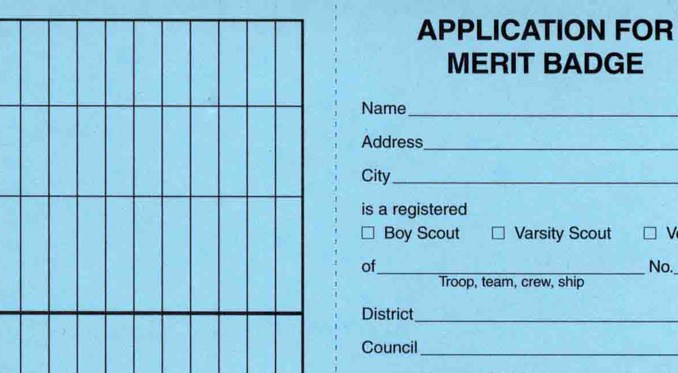 APPLICATION FOR
MERIT BADGE
Name
Address
City
is a registered
☐ Boy Scout ☐ Varsity Scout ☐
of No.
Troop, team, crew, ship
District
Council